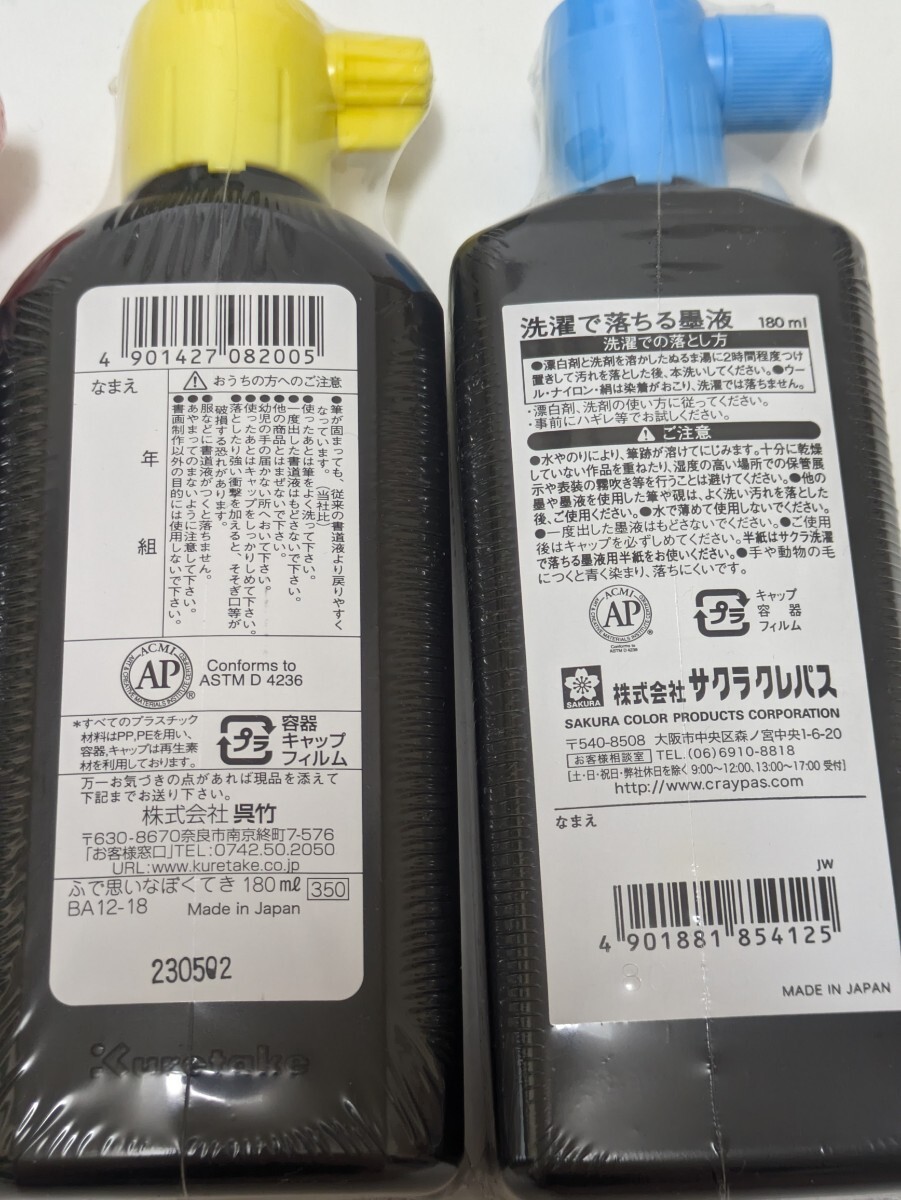 4 901427 082005
なまえ
年
組
おうちの方へのご注意
●筆が固まっても、従来の書道液より戻りやすく
なっています。(当社比)
●使ったあとは筆をよく洗って下さい。
●一度出した書道液はもどさないで下さい。
●他の商品とはまぜないで下さい。
●幼児の手の届かない所へおいて下さい。
●使ったあとはキャップをしっかりしめて下さい。
●落としたり強い衝撃を加えると、そそぎ口等が
破損する恐れがあります。
●服などに書道液がつくと落ちません。
●あやまってのまないように注意して下さい。
●書画制作以外の目的には使用しないで下さい。
ACMI
AP
ART & CREATIVE MATERIALS INSTITUTE CERTIFIED
®
Conforms to
ASTM D 4236
*すべてのプラスチック
材料はPP,PEを用い、
容器,キャップは再生素
材を利用しております。
プラ
容器
キャップ
フィルム
万一お気づきの点があれば現品を添えて
下記までお送り下さい。
株式会社 呉竹
〒630-8670奈良市南京終町7-576
「お客様窓口」TEL:0742.50.2050
URL:www.kuretake.co.jp
ふで思いなぼくてき 180㎖ 350
BA12-18 Made in Japan
230502
Kuretake
洗濯で落ちる墨液 180ml
洗濯での落とし方
●漂白剤と洗剤を溶かしたぬるま湯に2時間程度つけ
置きして汚れを落とした後、本洗いしてください。●ウー
ル・ナイロン・絹は染着がおこり、洗濯では落ちません。
・漂白剤、洗剤の使い方に従ってください。
・事前にハギレ等でお試しください。
ご注意
●水やのりにより、筆跡が溶けてにじみます。十分に乾燥
していない作品を重ねたり、湿度の高い場所での保管展
示や表装の霧吹き等を行うことは避けてください。●他の
墨や墨液を使用した筆や硯は、よく洗い汚れを落とした
後、ご使用ください。●水で薄めて使用しないでください。
●一度出した墨液はもどさないでください。●ご使用
後はキャップを必ずしめてください。半紙はサクラ洗濯
で落ちる墨液用半紙をお使いください。●手や動物の毛
につくと青く染まり、落ちにくいです。
ACMI
AP
ART & CREATIVE MATERIALS INSTITUTE CERTIFIED
®
Conforms to
ASTM D 4236
プラ
キャップ
容器
フィルム
SAKURA
株式会社 サクラクレパス
SAKURA COLOR PRODUCTS CORPORATION
〒540-8508 大阪市中央区森ノ宮中央1-6-20
お客様相談室 TEL.(06)6910-8818
[土・日・祝日・弊社休日を除く 9:00〜12:00、13:00〜17:00 受付]
http://www.craypas.com
なまえ
JW
4 901881 854125
MADE IN JAPAN